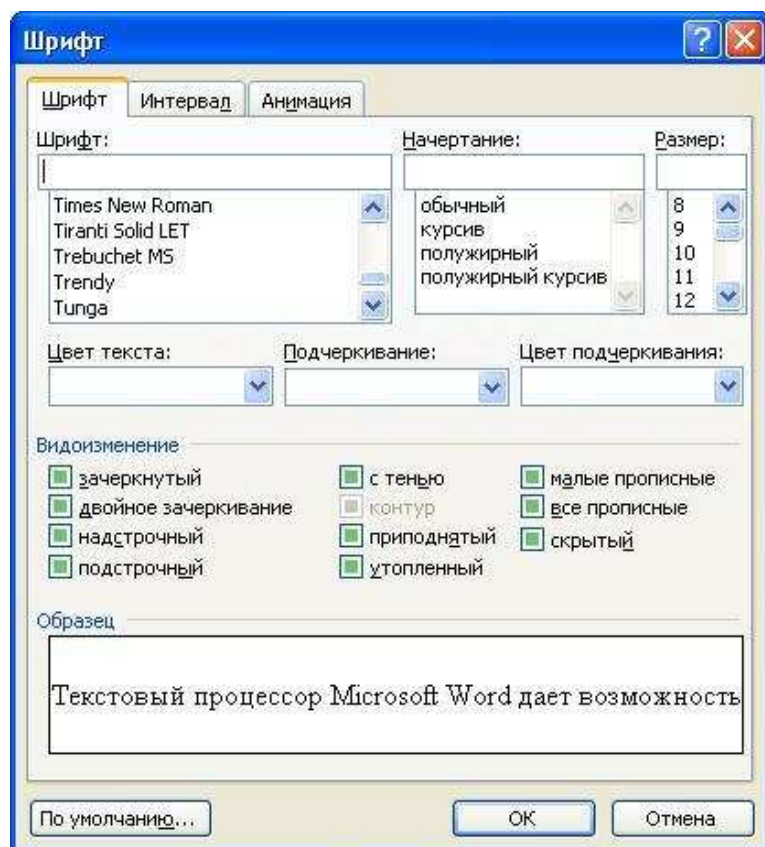 Шрифт
Шрифт Интервал Анимация
Шрифт: Начертание: Размер:
Times New Roman обычный 8
Tiranti Solid LET курсив 9
Trebuchet MS полужирный 10
Trendy полужирный курсив 11
Tunga 12
Цвет текста: Подчеркивание: Цвет подчеркивания:
Видоизменение
зачеркнутый с тенью малые прописные
двойное зачеркивание контур все прописные
надстрочный приподнятый скрытый
подстрочный утопленный
Образец
Текстовый процессор Microsoft Word дает возможность
По умолчанию... ОК Отмена